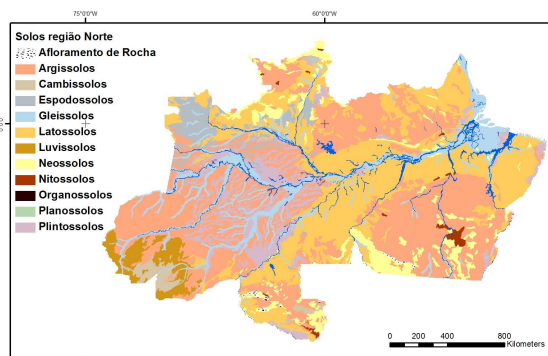 75°0'0"W
60°0'0"W
Solos região Norte
Afloramento de Rocha
Argissolos
Cambissolos
Espodossolos
Gleissolos
Latossolos
Luvissolos
Neossolos
Nitossolos
Organossolos
Planossolos
Plintossolos
0 200 400 800
Kilometers